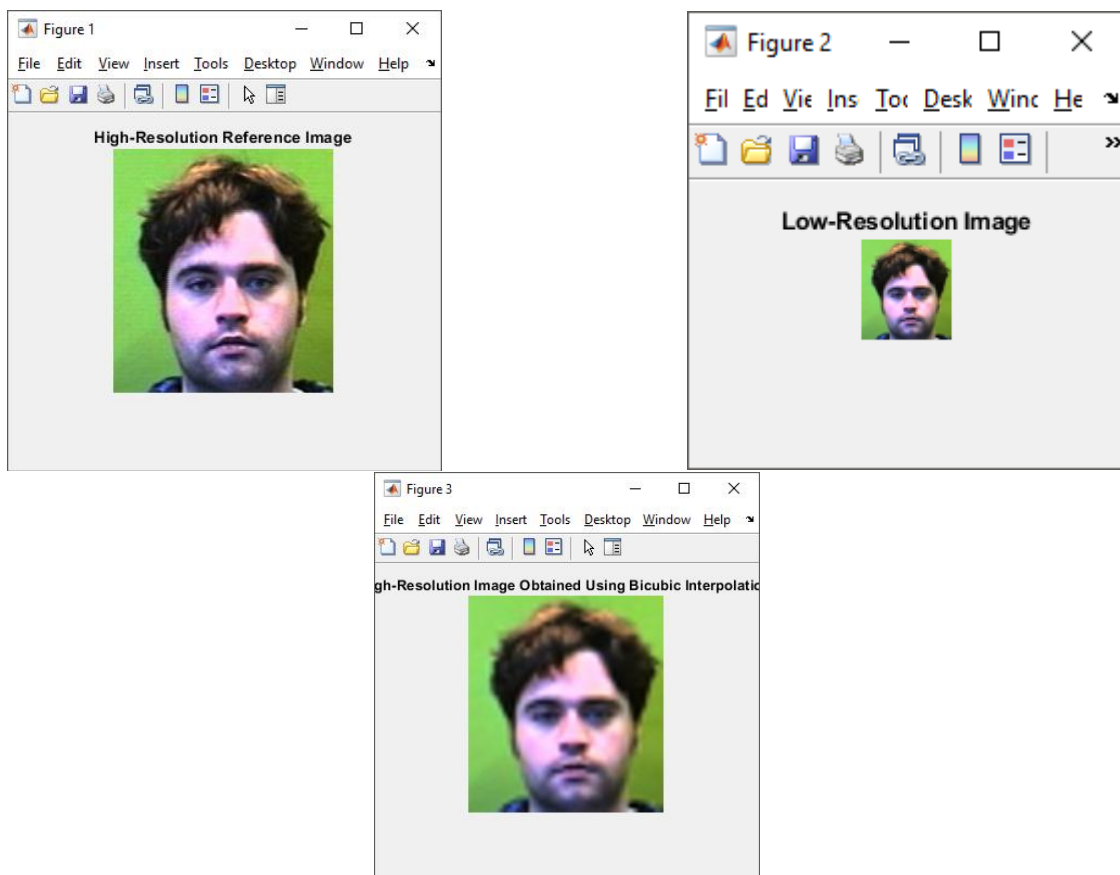 Figure 1
File Edit View Insert Tools Desktop Window Help
High-Resolution Reference Image
Figure 2
Fil Ed Vie Ins Too Desk Winc He
Low-Resolution Image
Figure 3
File Edit View Insert Tools Desktop Window Help
gh-Resolution Image Obtained Using Bicubic Interpolatio